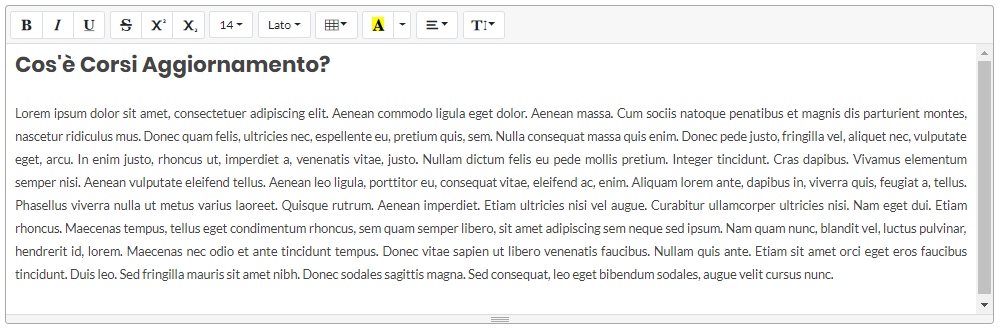 B I U S X² X₂ 14 Lato A T
Cos'è Corsi Aggiornamento?
Lorem ipsum dolor sit amet, consectetuer adipiscing elit. Aenean commodo ligula eget dolor. Aenean massa. Cum sociis natoque penatibus et magnis dis parturient montes,
nascetur ridiculus mus. Donec quam felis, ultricies nec, espellente eu, pretium quis, sem. Nulla consequat massa quis enim. Donec pede justo, fringilla vel, aliquet nec, vulputate
eget, arcu. In enim justo, rhoncus ut, imperdiet a, venenatis vitae, justo. Nullam dictum felis eu pede mollis pretium. Integer tincidunt. Cras dapibus. Vivamus elementum
semper nisi. Aenean vulputate eleifend tellus. Aenean leo ligula, porttitor eu, consequat vitae, eleifend ac, enim. Aliquam lorem ante, dapibus in, viverra quis, feugiat a, tellus.
Phasellus viverra nulla ut metus varius laoreet. Quisque rutrum. Aenean imperdiet. Etiam ultricies nisi vel augue. Curabitur ullamcorper ultricies nisi. Nam eget dui. Etiam
rhoncus. Maecenas tempus, tellus eget condimentum rhoncus, sem quam semper libero, sit amet adipiscing sem neque sed ipsum. Nam quam nunc, blandit vel, luctus pulvinar,
hendrerit id, lorem. Maecenas nec odio et ante tincidunt tempus. Donec vitae sapien ut libero venenatis faucibus. Nullam quis ante. Etiam sit amet orci eget eros faucibus
tincidunt. Duis leo. Sed fringilla mauris sit amet nibh. Donec sodales sagittis magna. Sed consequat, leo eget bibendum sodales, augue velit cursus nunc.